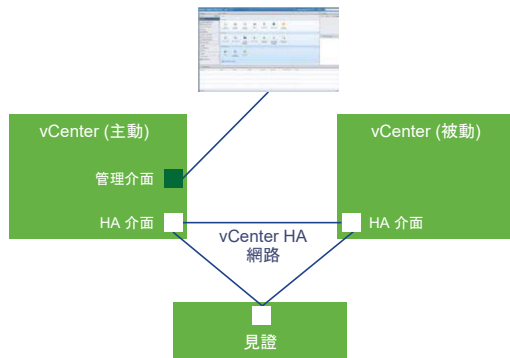 vCenter (主動)
vCenter (被動)
管理介面
HA 介面
HA 介面
vCenter HA
網路
見證